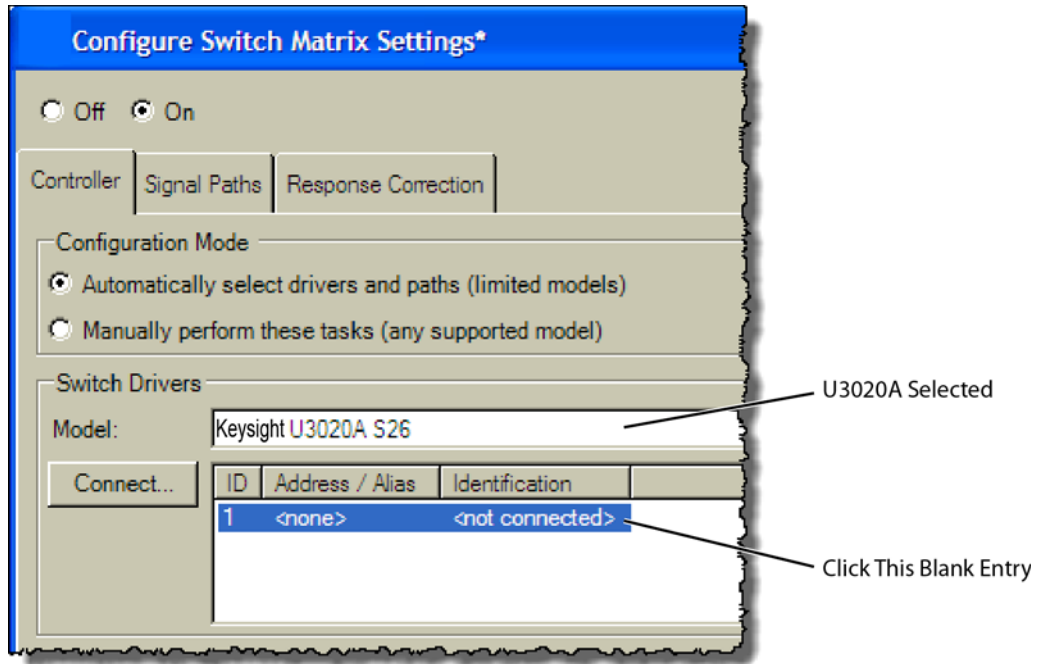 Configure Switch Matrix Settings*
Off On
Controller Signal Paths Response Correction
Configuration Mode
Automatically select drivers and paths (limited models)
Manually perform these tasks (any supported model)
Switch Drivers
U3020A Selected
Model: Keysight U3020A S26
Connect... ID Address / Alias Identification
1 <none> <not connected>
Click This Blank Entry